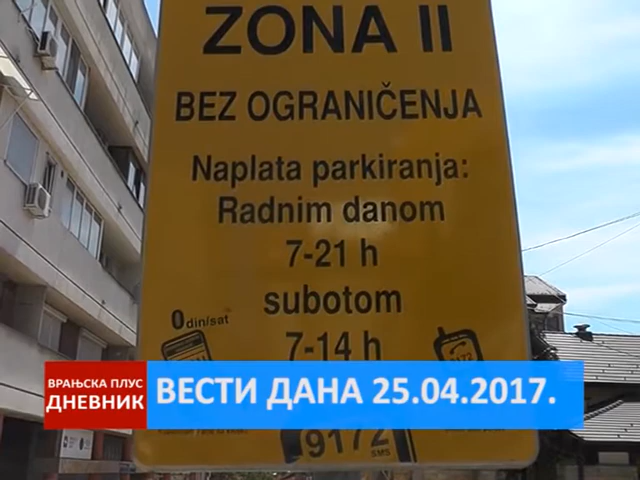 ZONA II
BEZ OGRANIČENJA
Naplata parkiranja:
Radnim danom
7-21 h
subotom
0din/sat
7-14 h
ВРАЊСКА ПЛУС
ДНЕВНИК
ВЕСТИ ДАНА 25.04.2017.
9172
SMS